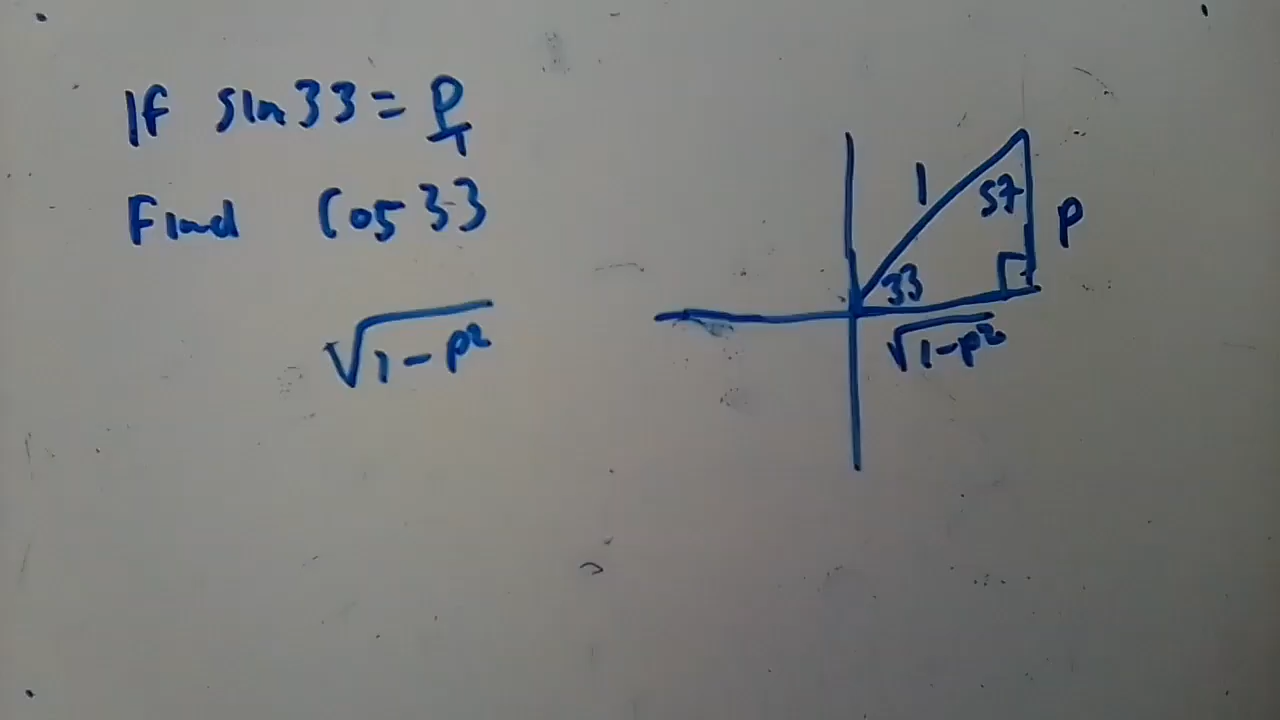 If sin33 = P/1
Find Cos33
√1-p²
1
57
P
33
√1-p²